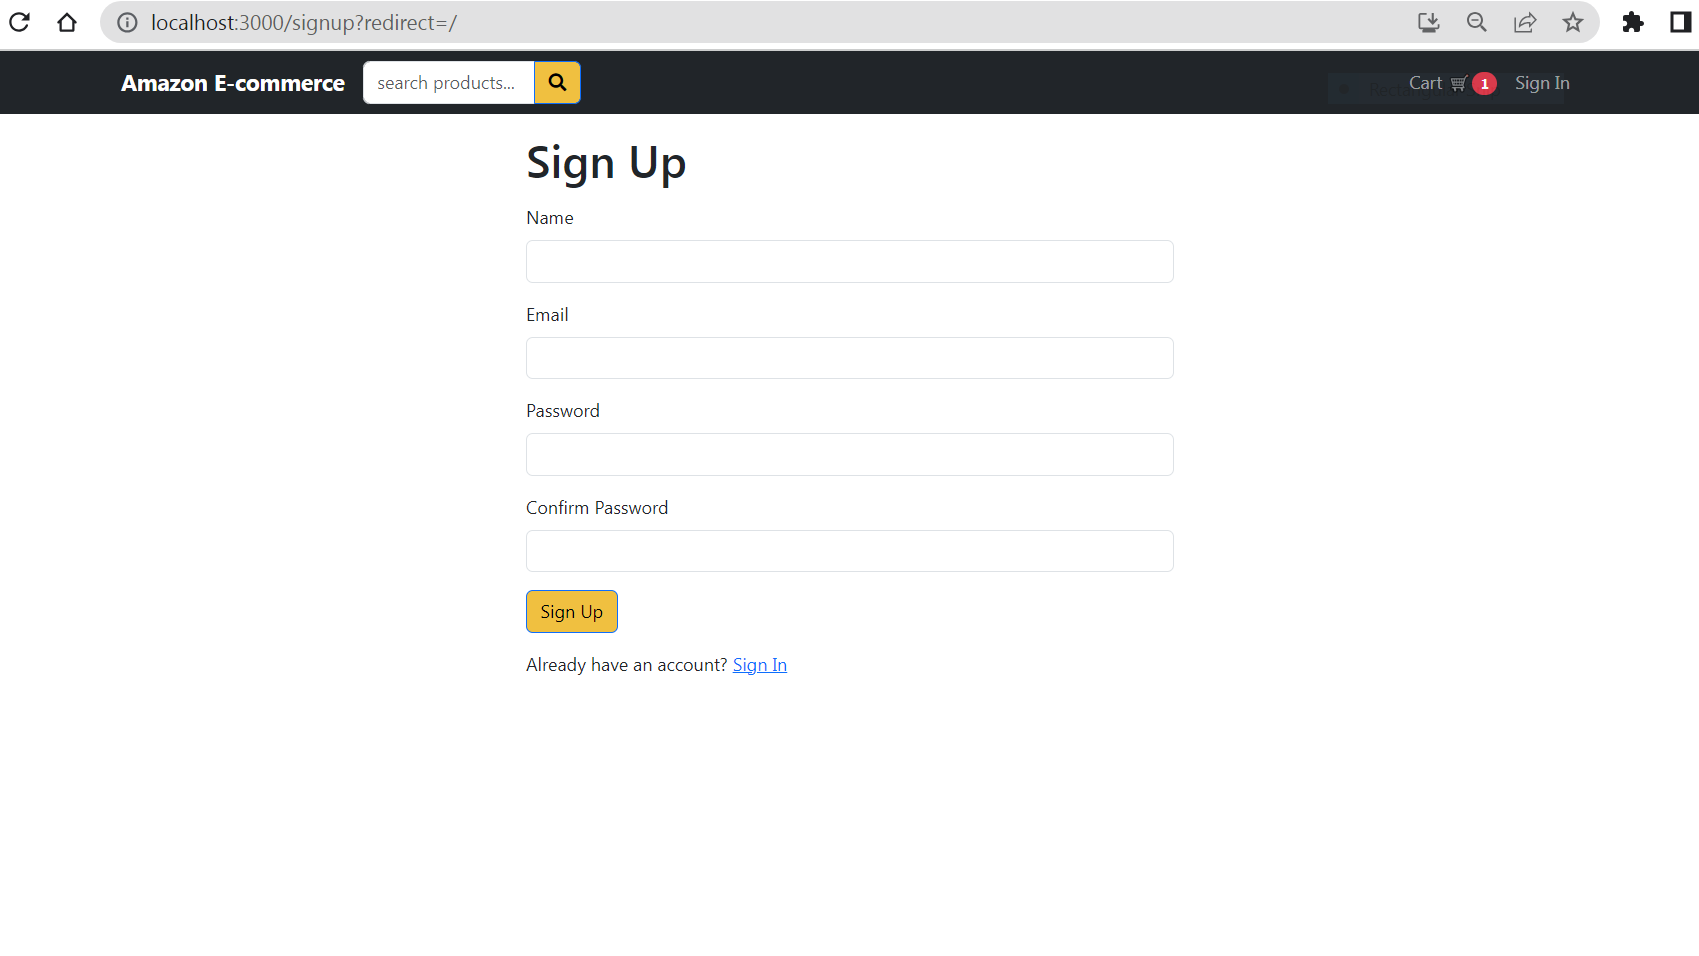 localhost:3000/signup?redirect=/
Amazon E-commerce search products... Cart 1 Sign In
Sign Up
Name
Email
Password
Confirm Password
Sign Up
Already have an account? Sign In